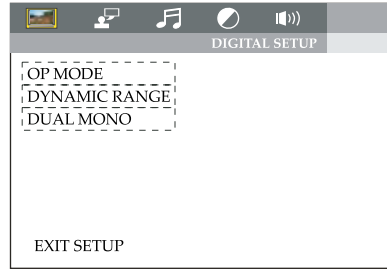 DIGITAL SETUP
OP MODE
DYNAMIC RANGE
DUAL MONO
EXIT SETUP